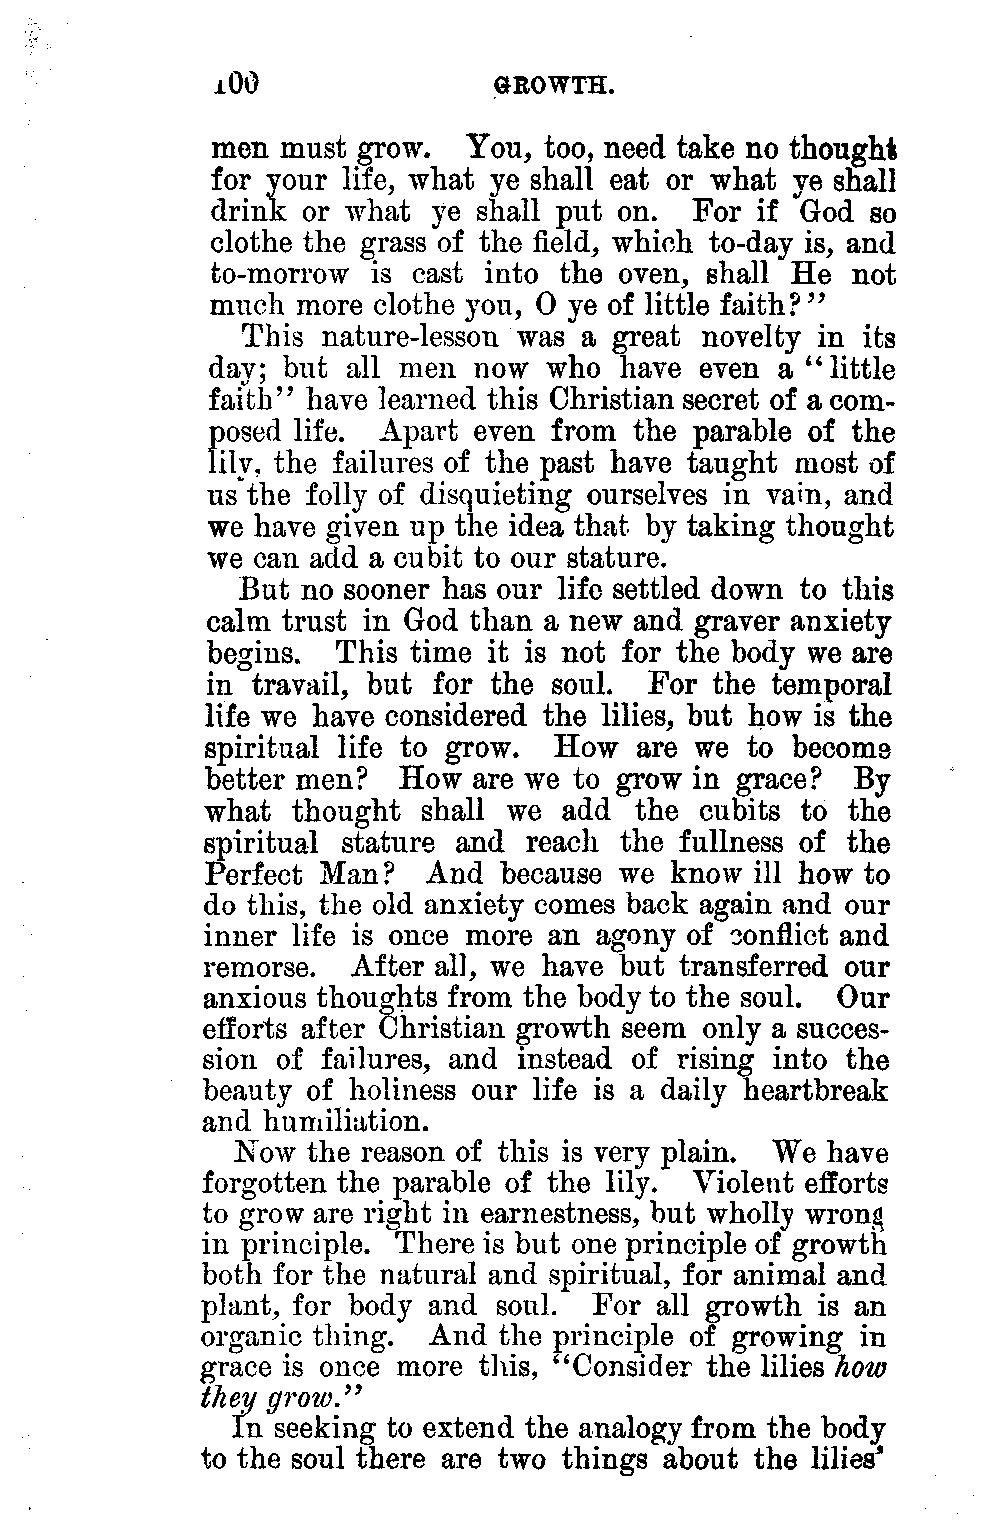 100 GROWTH.
men must grow. You, too, need take no thought
for your life, what ye shall eat or what ye shall
drink or what ye shall put on. For if God so
clothe the grass of the field, which to-day is, and
to-morrow is cast into the oven, shall He not
much more clothe you, O ye of little faith?"
This nature-lesson was a great novelty in its
day; but all men now who have even a "little
faith" have learned this Christian secret of a com-
posed life. Apart even from the parable of the
lily, the failures of the past have taught most of
us the folly of disquieting ourselves in vain, and
we have given up the idea that by taking thought
we can add a cubit to our stature.
But no sooner has our life settled down to this
calm trust in God than a new and graver anxiety
begins. This time it is not for the body we are
in travail, but for the soul. For the temporal
life we have considered the lilies, but how is the
spiritual life to grow. How are we to become
better men? How are we to grow in grace? By
what thought shall we add the cubits to the
spiritual stature and reach the fullness of the
Perfect Man? And because we know ill how to
do this, the old anxiety comes back again and our
inner life is once more an agony of conflict and
remorse. After all, we have but transferred our
anxious thoughts from the body to the soul. Our
efforts after Christian growth seem only a succes-
sion of failures, and instead of rising into the
beauty of holiness our life is a daily heartbreak
and humiliation.
Now the reason of this is very plain. We have
forgotten the parable of the lily. Violent efforts
to grow are right in earnestness, but wholly wrong
in principle. There is but one principle of growth
both for the natural and spiritual, for animal and
plant, for body and soul. For all growth is an
organic thing. And the principle of growing in
grace is once more this, "Consider the lilies how
they grow."
In seeking to extend the analogy from the body
to the soul there are two things about the lilies'